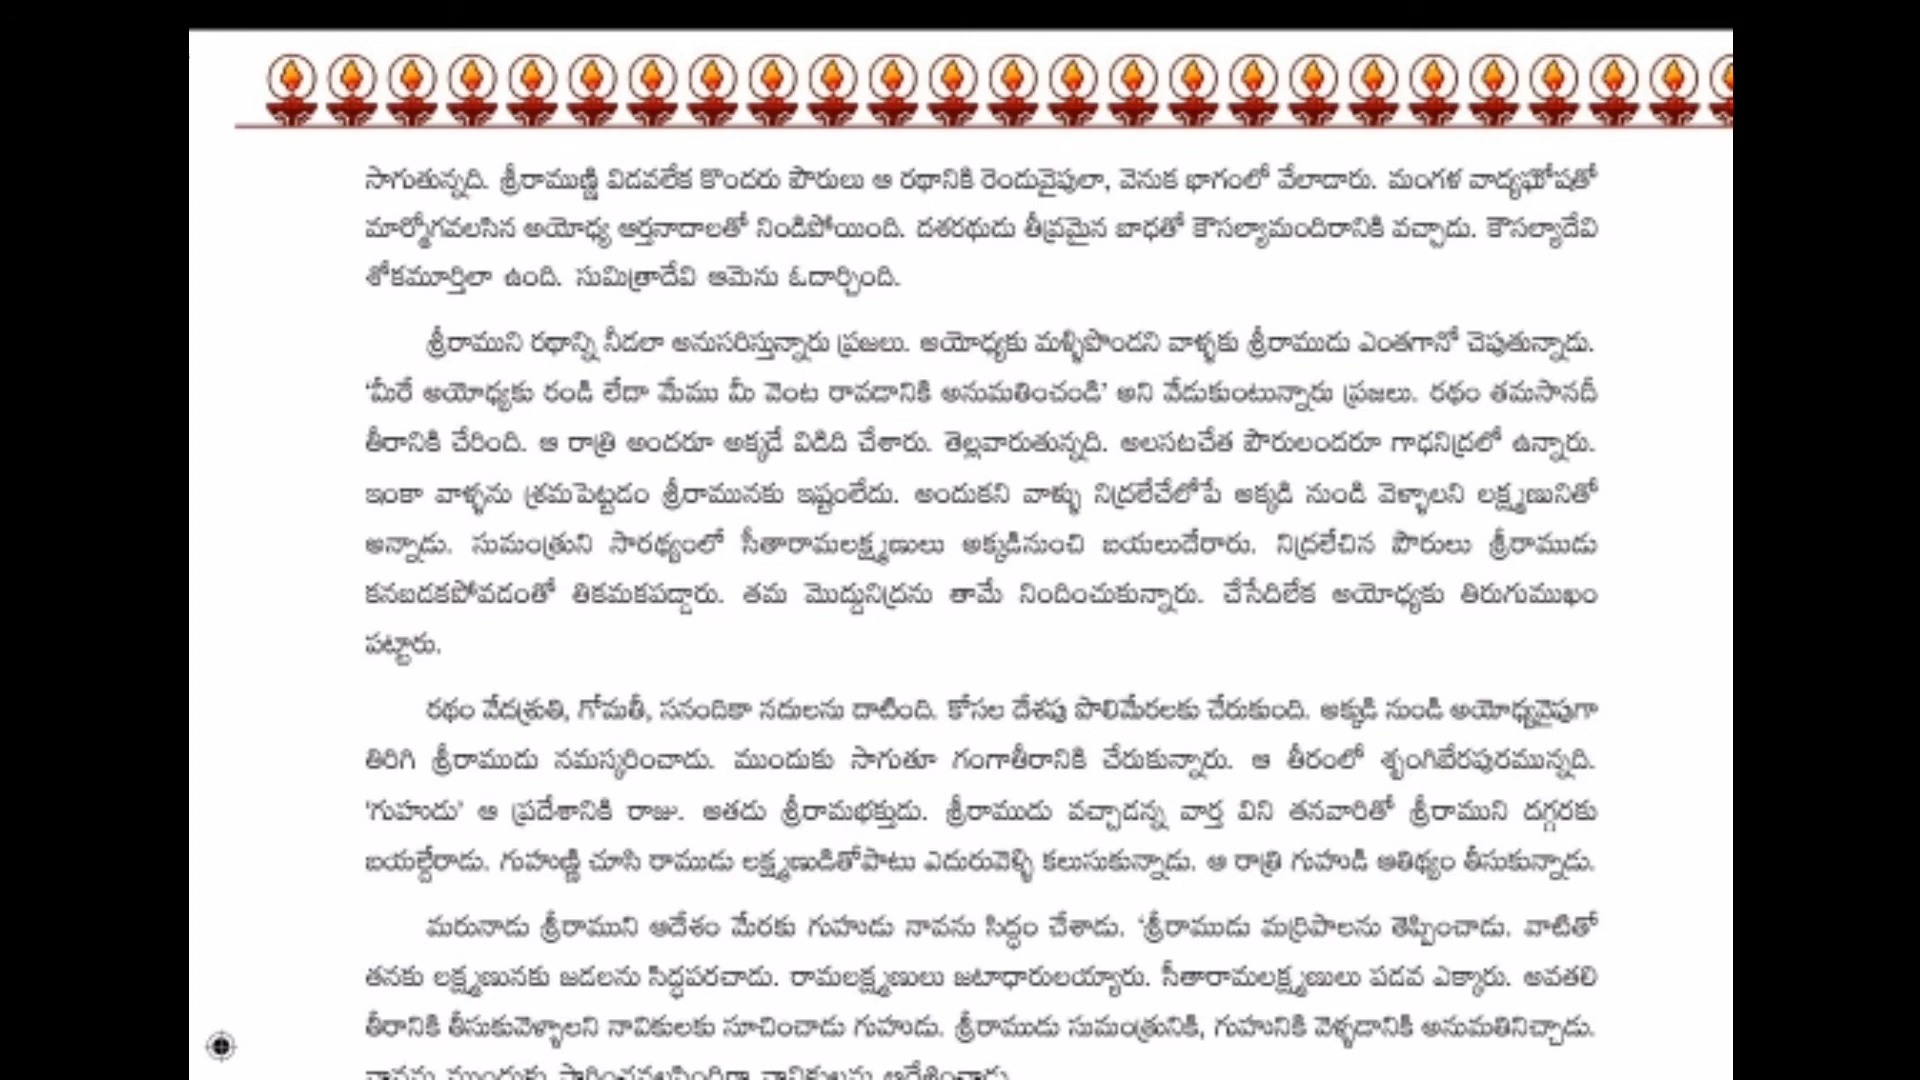 సాగుతున్నది. శ్రీరాముణ్ణి విడవలేక కొందరు పౌరులు ఆ రథానికి రెండువైపులా, వెనుక భాగంలో వేలాడారు. మంగళ వాద్యఘోషతో
మార్మోగవలసిన అయోధ్య ఆర్తనాదాలతో నిండిపోయింది. దశరథుడు తీవ్రమైన బాధతో కౌసల్యామందిరానికి వచ్చాడు. కౌసల్యాదేవి
శోకమూర్తిలా ఉంది. సుమిత్రాదేవి ఆమెను ఓదార్చింది.
శ్రీరాముని రథాన్ని నీడలా అనుసరిస్తున్నారు ప్రజలు. అయోధ్యకు మళ్ళిపొండని వాళ్ళకు శ్రీరాముడు ఎంతగానో చెపుతున్నాడు.
‘మీరే అయోధ్యకు రండి లేదా మేము మీ వెంట రావడానికి అనుమతించండి’ అని వేడుకుంటున్నారు ప్రజలు. రథం తమసానదీ
తీరానికి చేరింది. ఆ రాత్రి అందరూ అక్కడే విడిది చేశారు. తెల్లవారుతున్నది. అలసటచేత పౌరులందరూ గాఢనిద్రలో ఉన్నారు.
ఇంకా వాళ్ళను శ్రమపెట్టడం శ్రీరామునకు ఇష్టంలేదు. అందుకని వాళ్ళు నిద్రలేచేలోపే అక్కడి నుండి వెళ్ళాలని లక్ష్మణునితో
అన్నాడు. సుమంత్రుని సారథ్యంలో సీతారామలక్ష్మణులు అక్కడినుంచి బయలుదేరారు. నిద్రలేచిన పౌరులు శ్రీరాముడు
కనబడకపోవడంతో తికమకపడ్డారు. తమ మొద్దునిద్రను తామే నిందించుకున్నారు. చేసేదిలేక అయోధ్యకు తిరుగుముఖం
పట్టారు.
రథం వేదశ్రుతి, గోమతీ, సనందికా నదులను దాటింది. కోసల దేశపు పొలిమేరలకు చేరుకుంది. అక్కడి నుండి అయోధ్యవైపుగా
తిరిగి శ్రీరాముడు నమస్కరించాడు. ముందుకు సాగుతూ గంగాతీరానికి చేరుకున్నారు. ఆ తీరంలో శృంగిబేరపురమున్నది.
‘గుహుడు’ ఆ ప్రదేశానికి రాజు. అతడు శ్రీరామభక్తుడు. శ్రీరాముడు వచ్చాడన్న వార్త విని తనవారితో శ్రీరాముని దగ్గరకు
బయల్దేరాడు. గుహుణ్ణి చూసి రాముడు లక్ష్మణుడితోపాటు ఎదురువెళ్ళి కలుసుకున్నాడు. ఆ రాత్రి గుహుడి ఆతిథ్యం తీసుకున్నాడు.
మరునాడు శ్రీరాముని ఆదేశం మేరకు గుహుడు నావను సిద్ధం చేశాడు. ‘శ్రీరాముడు మర్రిపాలను తెప్పించాడు. వాటితో
తనకు లక్ష్మణునకు జడలను సిద్ధపరచాడు. రామలక్ష్మణులు జటాధారులయ్యారు. సీతారామలక్ష్మణులు పడవ ఎక్కారు. అవతలి
తీరానికి తీసుకువెళ్ళాలని నావికులకు సూచించాడు గుహుడు. శ్రీరాముడు సుమంత్రునికి, గుహునికి వెళ్ళడానికి అనుమతినిచ్చాడు.